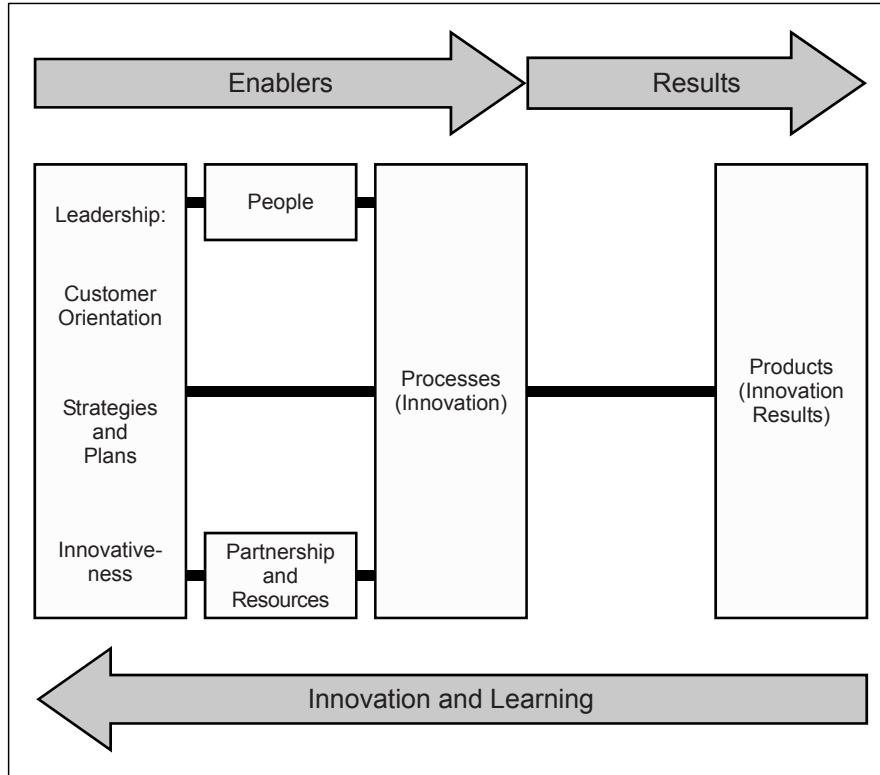 Enablers
Results
Leadership:
Customer
Orientation
Strategies
and
Plans
Innovative-
ness
People
Partnership
and
Resources
Processes
(Innovation)
Products
(Innovation
Results)
Innovation and Learning